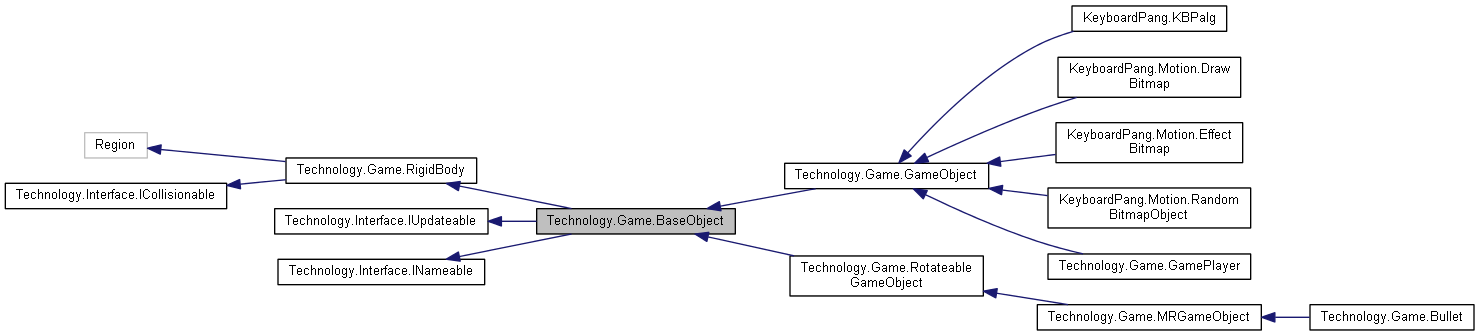 KeyboardPang.KBPalg
KeyboardPang.Motion.Draw
Bitmap
KeyboardPang.Motion.Effect
Bitmap
Region
Technology.Game.RigidBody
Technology.Game.GameObject
Technology.Interface.ICollisionable
KeyboardPang.Motion.Random
BitmapObject
Technology.Interface.IUpdateable
Technology.Game.BaseObject
Technology.Interface.INameable
Technology.Game.Rotateable
GameObject
Technology.Game.GamePlayer
Technology.Game.MRGameObject
Technology.Game.Bullet